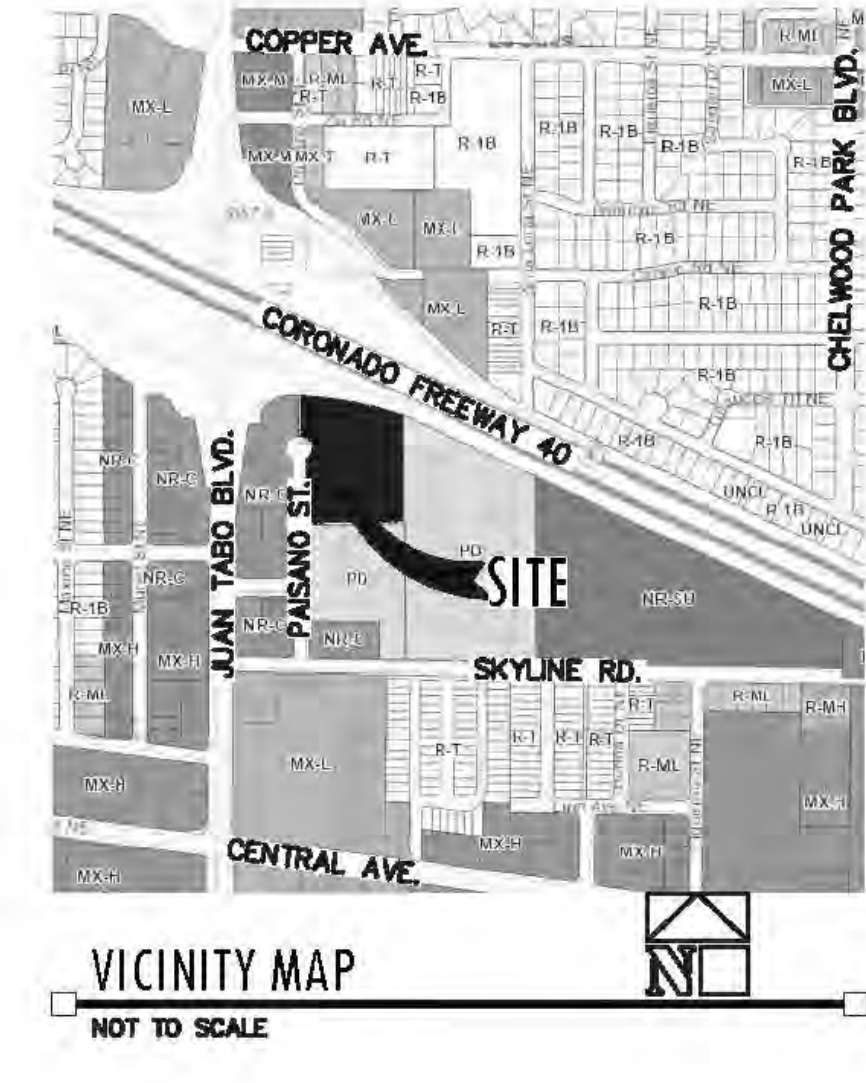 COPPER AVE.
R-ML
MX-L
MX-M
R-ML
R-T
R-T
R-T
R-1B
MX-L
MX-L
CHELWOOD PARK BLVD.
R-1B
R-1B
R-1B
R-1B
R-1B
MX-M
MX-T
R-T
MX-L
MX-L
R-1B
R-1B
MX-L
R-T
R-1B
R-1B
CORONADO FREEWAY 40
R-1B
R-1B
R-1B
UNCL
R-1B
UNCL
NR-C
NR-C
JUAN TABO BLVD.
NR-C
PAISANO ST.
PD
PD
SITE
NR-SU
NR-C
R-1B
MX-H
MX-H
NR-C
NR-C
SKYLINE RD.
R-ML
R-T
R-ML
R-MH
MX-L
R-T
R-T
R-T
R-T
R-ML
MX-H
MX-H
MX-H
MX-H
MX-H
CENTRAL AVE.
N
VICINITY MAP
NOT TO SCALE